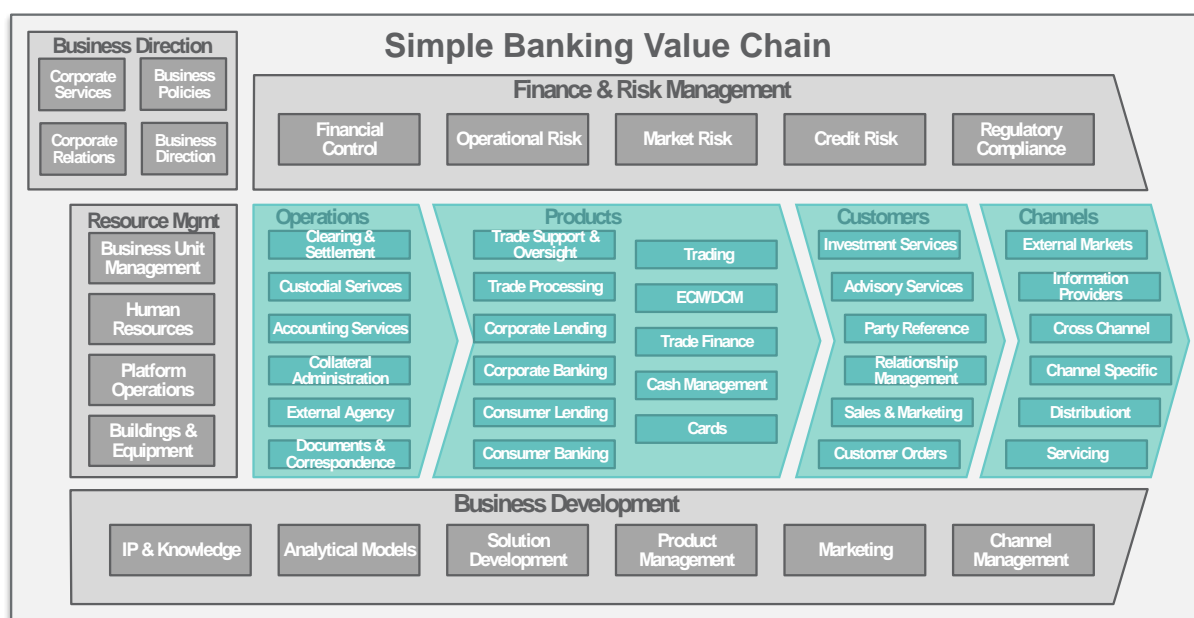 Simple Banking Value Chain
Business Direction
Corporate
Services
Business
Policies
Corporate
Relations
Business
Direction
Finance & Risk Management
Financial
Control
Operational Risk
Market Risk
Credit Risk
Regulatory
Compliance
Resource Mgmt
Business Unit
Management
Human
Resources
Platform
Operations
Buildings &
Equipment
Operations
Clearing &
Settlement
Custodial Serivces
Accounting Services
Collateral
Administration
External Agency
Documents &
Correspondence
Products
Trade Support &
Oversight
Trade Processing
Corporate Lending
Corporate Banking
Consumer Lending
Consumer Banking
Trading
ECM/DCM
Trade Finance
Cash Management
Cards
Customers
Investment Services
Advisory Services
Party Reference
Relationship
Management
Sales & Marketing
Customer Orders
Channels
External Markets
Information
Providers
Cross Channel
Channel Specific
Distributiont
Servicing
Business Development
IP & Knowledge
Analytical Models
Solution
Development
Product
Management
Marketing
Channel
Management